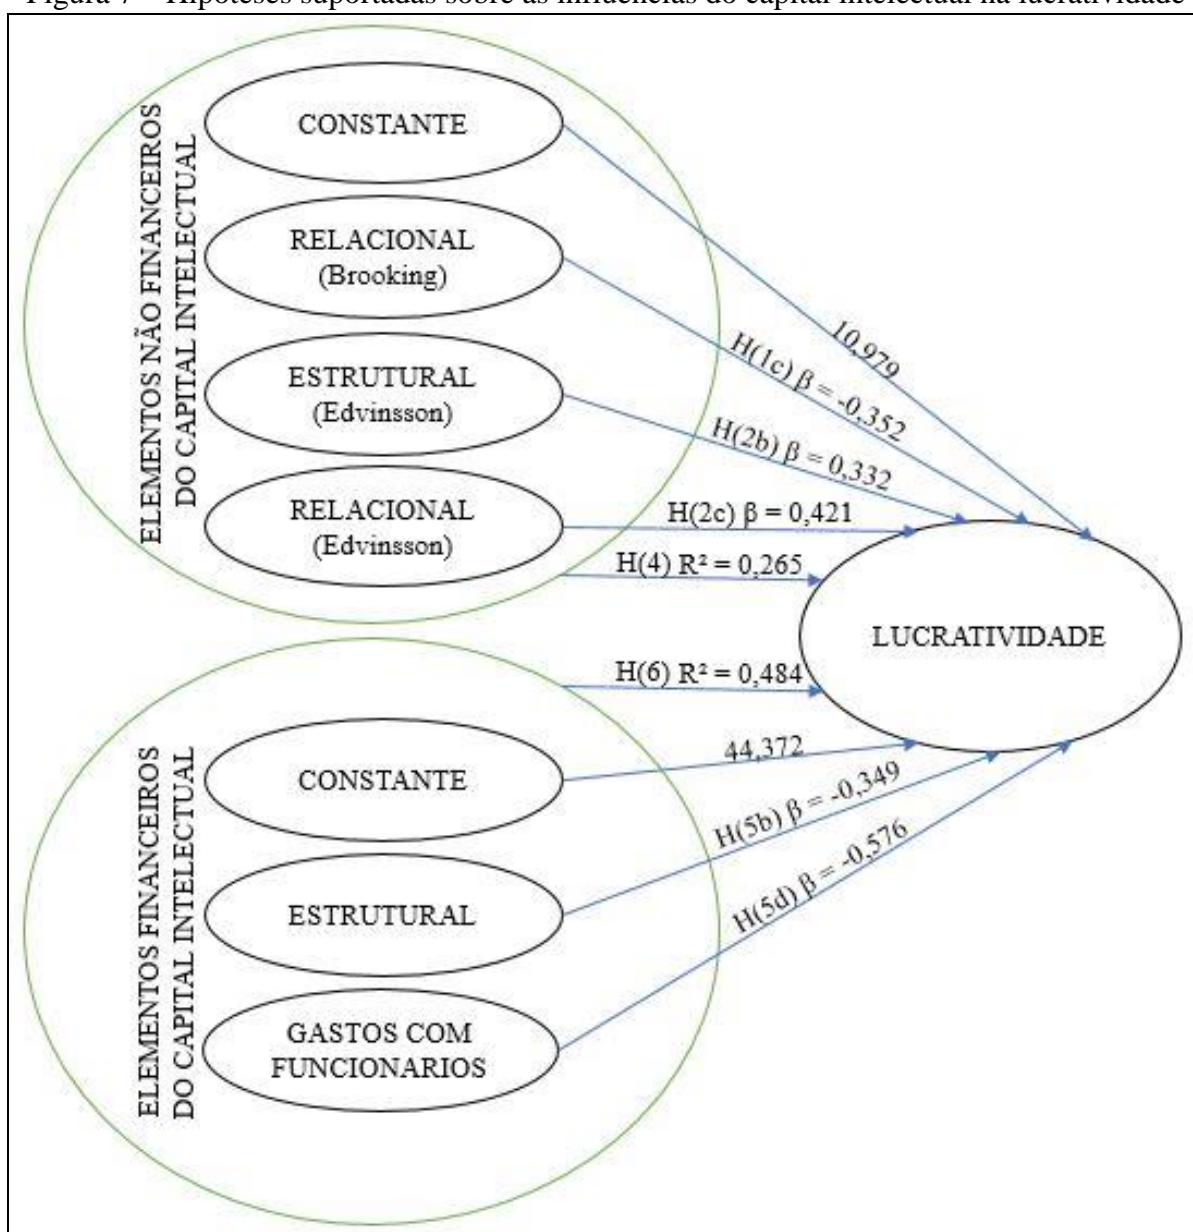 Figura 7 – Hipóteses suportadas sobre as influências do capital intelectual na lucratividade
ELEMENTOS NÃO FINANCEIROS
DO CAPITAL INTELECTUAL
CONSTANTE
RELACIONAL
(Brooking)
ESTRUTURAL
(Edvinsson)
RELACIONAL
(Edvinsson)
10,979
H(1c) β = -0,352
H(2b) β = 0,332
H(2c) β = 0,421
H(4) R² = 0,265
LUCRATIVIDADE
H(6) R² = 0,484
44,372
H(5b) β = -0,349
H(5d) β = -0,576
ELEMENTOS FINANCEIROS
DO CAPITAL INTELECTUAL
CONSTANTE
ESTRUTURAL
GASTOS COM
FUNCIONARIOS